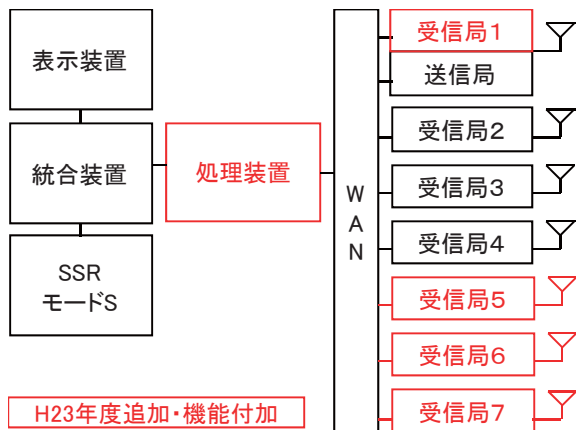 表示装置
統合装置
SSR
モードS
処理装置
W
A
N
受信局1
送信局
受信局2
受信局3
受信局4
受信局5
受信局6
受信局7
H23年度追加・機能付加